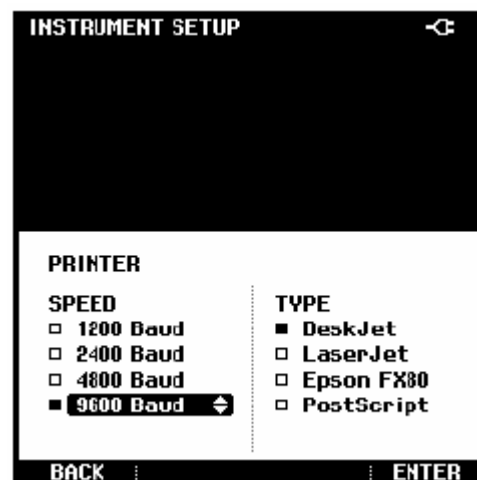 INSTRUMENT SETUP
PRINTER
SPEED
1200 Baud
2400 Baud
4800 Baud
9600 Baud
TYPE
DeskJet
LaserJet
Epson FX80
PostScript
BACK
ENTER